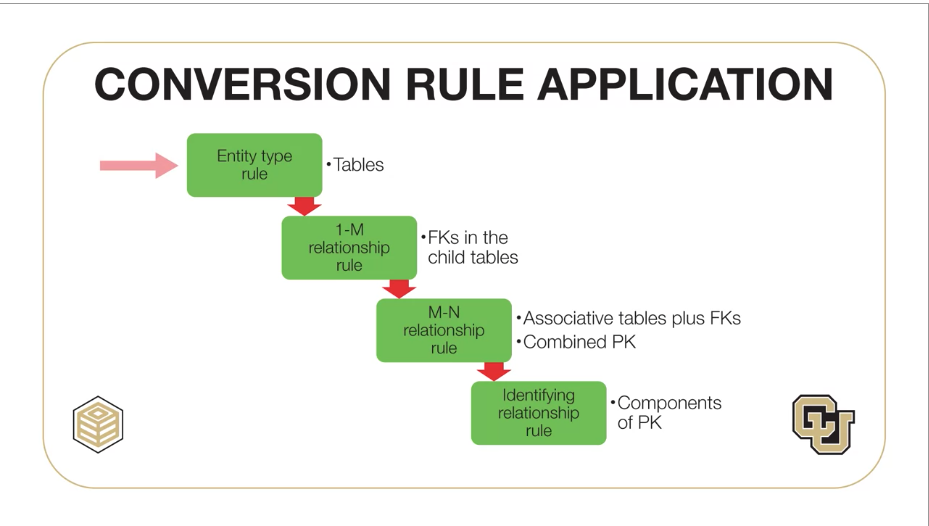 CONVERSION RULE APPLICATION
Entity type
rule
•Tables
1-M
relationship
rule
•FKs in the
child tables
M-N
relationship
rule
•Associative tables plus FKs
•Combined PK
Identifying
relationship
rule
•Components
of PK
CU